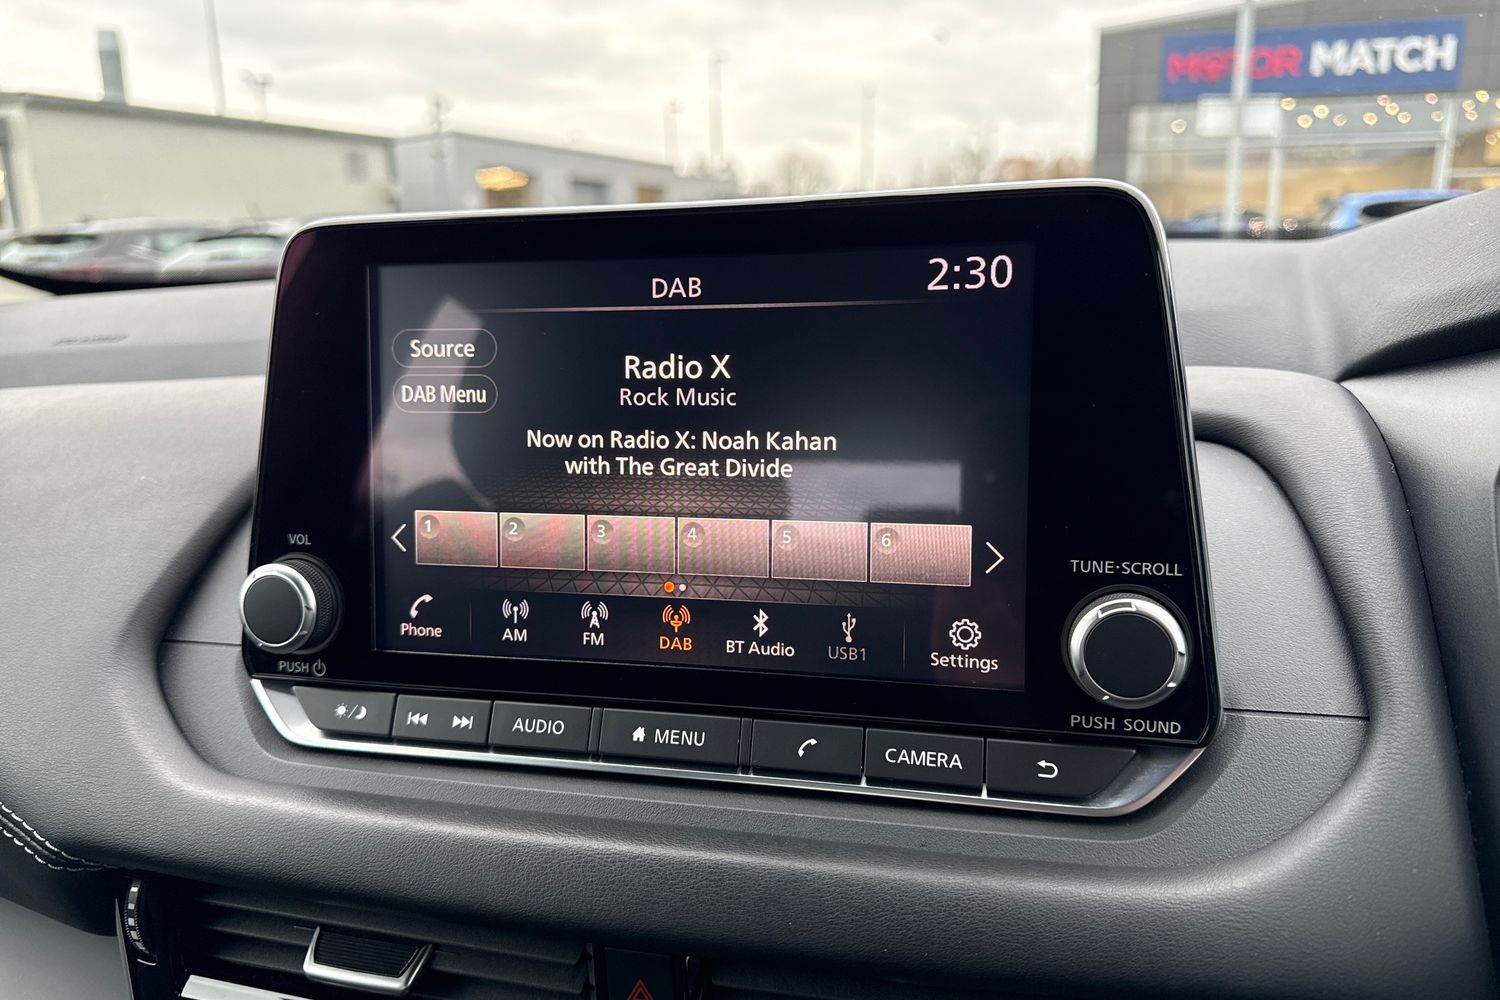 MOTOR MATCH
DAB
2:30
Source
DAB Menu
Radio X
Rock Music
Now on Radio X: Noah Kahan
with The Great Divide
1 2 3 4 5 6
Phone
AM
FM
DAB
BT Audio
USB1
Settings
VOL
PUSH
TUNE·SCROLL
PUSH SOUND
AUDIO
MENU
CAMERA